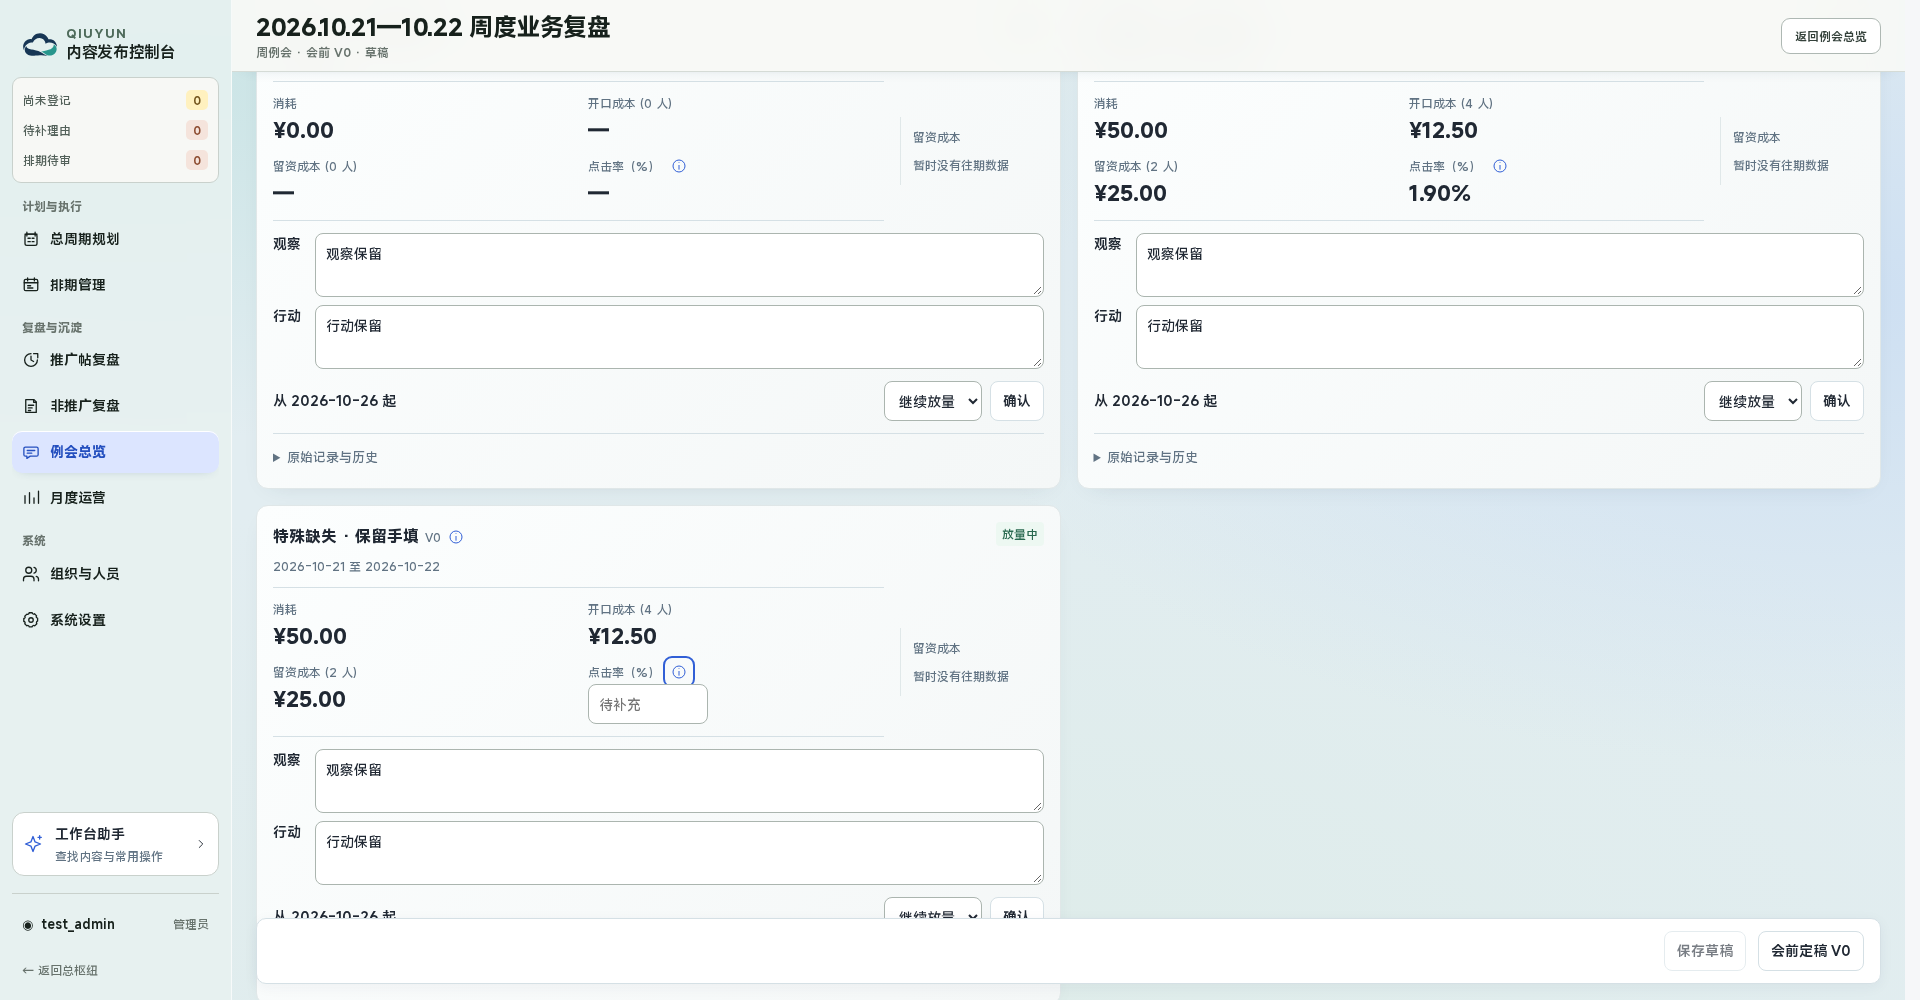 QIUYUN
内容发布控制台
尚未登记 0
待补理由 0
排期待审 0
计划与执行
总周期规划
排期管理
复盘与沉淀
推广帖复盘
非推广复盘
例会总览
月度运营
系统
组织与人员
系统设置
工作台助手
查找内容与常用操作
test_admin 管理员
← 返回总枢纽
2026.10.21—10.22 周度业务复盘
周例会 · 会前 V0 · 草稿
返回例会总览
消耗
¥0.00
开口成本 (0 人)
—
留资成本 (0 人)
—
点击率 (%)
—
留资成本
暂时没有往期数据
观察
观察保留
行动
行动保留
从 2026-10-26 起
继续放量
确认
原始记录与历史
消耗
¥50.00
开口成本 (4 人)
¥12.50
留资成本 (2 人)
¥25.00
点击率 (%)
1.90%
留资成本
暂时没有往期数据
观察
观察保留
行动
行动保留
从 2026-10-26 起
继续放量
确认
原始记录与历史
特殊缺失 · 保留手填 V0
放量中
2026-10-21 至 2026-10-22
消耗
¥50.00
开口成本 (4 人)
¥12.50
留资成本 (2 人)
¥25.00
点击率 (%)
待补充
留资成本
暂时没有往期数据
观察
观察保留
行动
行动保留
从 2026-10-26 起
继续放量
确认
保存草稿
会前定稿 V0